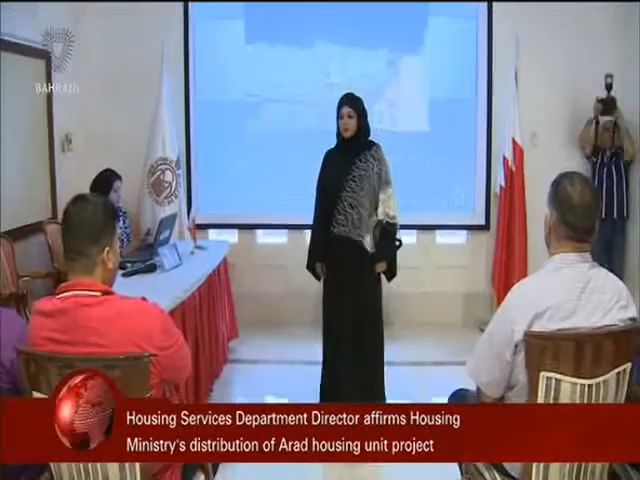 BAHRAIN
Housing Services Department Director affirms Housing
Ministry's distribution of Arad housing unit project